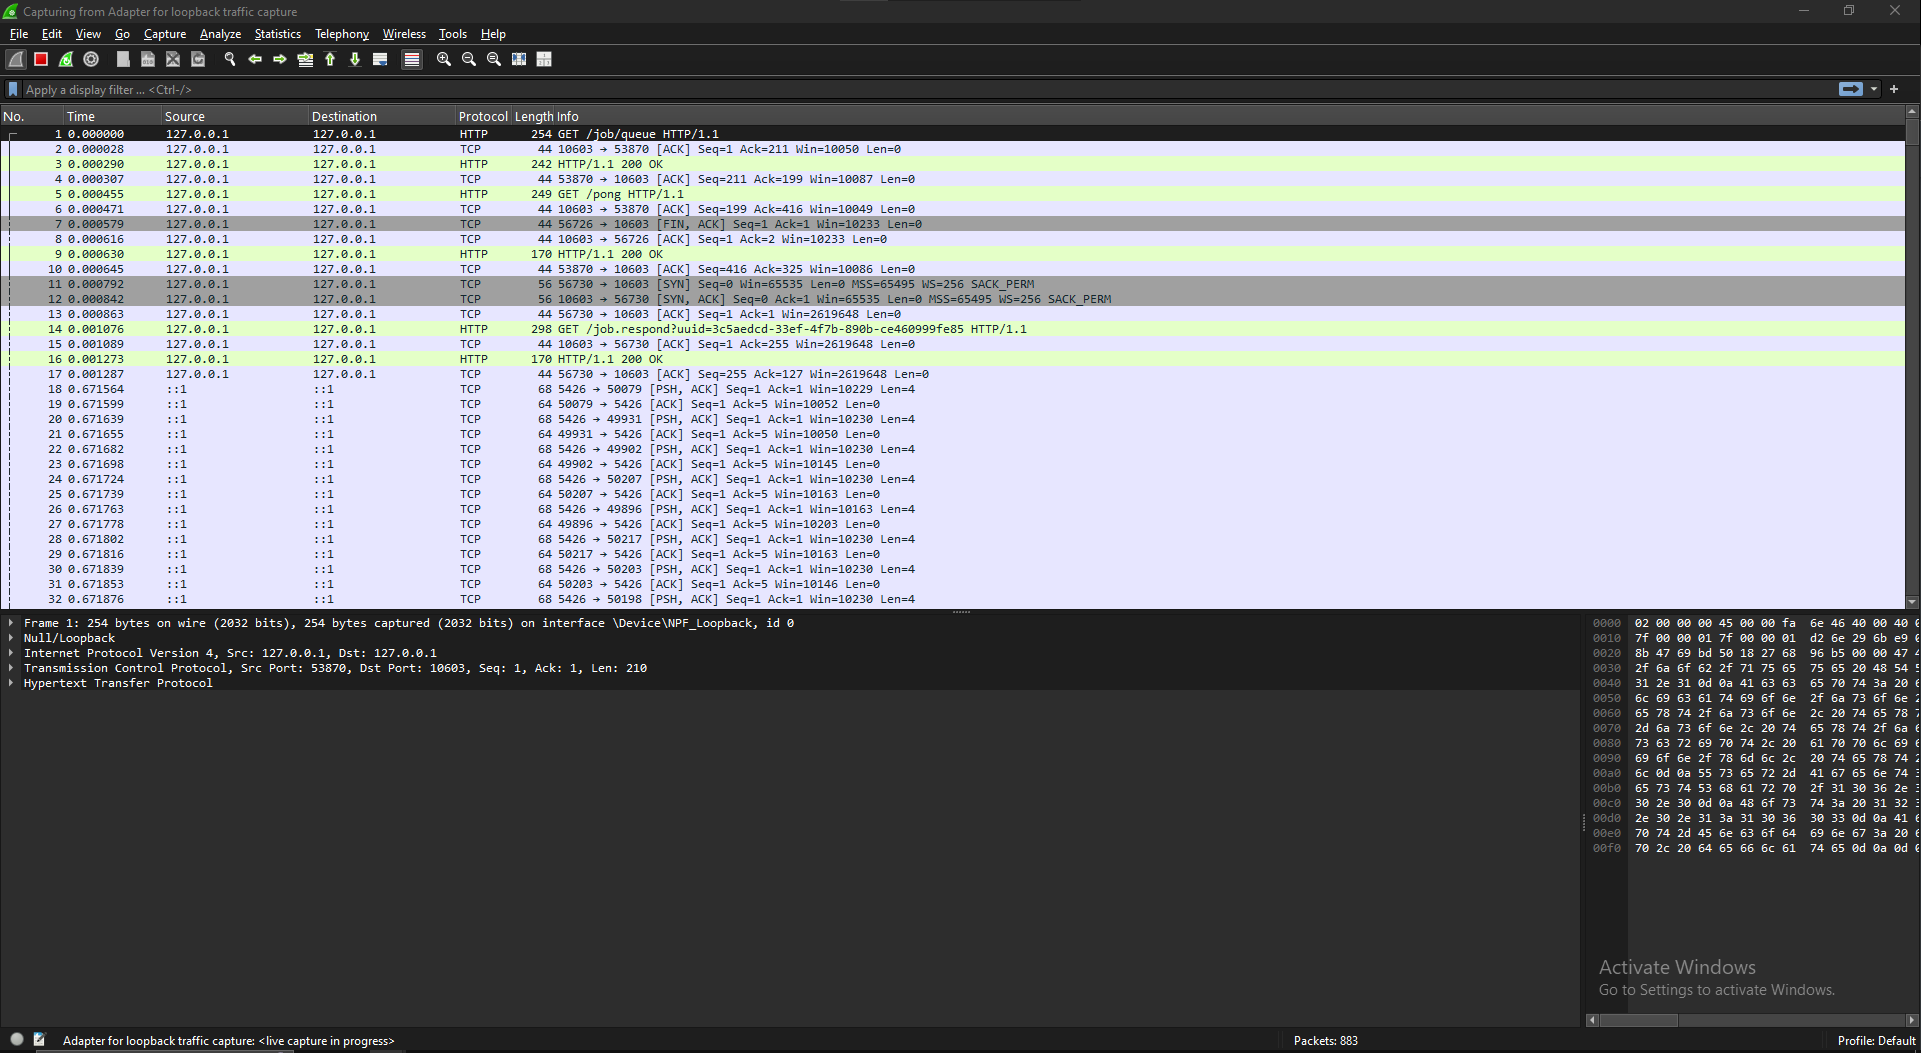 Capturing from Adapter for loopback traffic capture
File Edit View Go Capture Analyze Statistics Telephony Wireless Tools Help
Apply a display filter ... <Ctrl-/>
No. Time Source Destination Protocol Length Info
1 0.000000 127.0.0.1 127.0.0.1 HTTP 254 GET /job/queue HTTP/1.1
2 0.000028 127.0.0.1 127.0.0.1 TCP 44 10603 → 53870 [ACK] Seq=1 Ack=211 Win=10050 Len=0
3 0.000290 127.0.0.1 127.0.0.1 HTTP 242 HTTP/1.1 200 OK
4 0.000307 127.0.0.1 127.0.0.1 TCP 44 53870 → 10603 [ACK] Seq=211 Ack=199 Win=10087 Len=0
5 0.000455 127.0.0.1 127.0.0.1 HTTP 249 GET /pong HTTP/1.1
6 0.000471 127.0.0.1 127.0.0.1 TCP 44 10603 → 53870 [ACK] Seq=199 Ack=416 Win=10049 Len=0
7 0.000579 127.0.0.1 127.0.0.1 TCP 44 56726 → 10603 [FIN, ACK] Seq=1 Ack=1 Win=10233 Len=0
8 0.000616 127.0.0.1 127.0.0.1 TCP 44 10603 → 56726 [ACK] Seq=1 Ack=2 Win=10233 Len=0
9 0.000630 127.0.0.1 127.0.0.1 HTTP 170 HTTP/1.1 200 OK
10 0.000645 127.0.0.1 127.0.0.1 TCP 44 53870 → 10603 [ACK] Seq=416 Ack=325 Win=10086 Len=0
11 0.000792 127.0.0.1 127.0.0.1 TCP 56 56730 → 10603 [SYN] Seq=0 Win=65535 Len=0 MSS=65495 WS=256 SACK_PERM
12 0.000842 127.0.0.1 127.0.0.1 TCP 56 10603 → 56730 [SYN, ACK] Seq=0 Ack=1 Win=65535 Len=0 MSS=65495 WS=256 SACK_PERM
13 0.000863 127.0.0.1 127.0.0.1 TCP 44 56730 → 10603 [ACK] Seq=1 Ack=1 Win=2619648 Len=0
14 0.001076 127.0.0.1 127.0.0.1 HTTP 298 GET /job.respond?uuid=3c5aedcd-33ef-4f7b-890b-ce460999fe85 HTTP/1.1
15 0.001089 127.0.0.1 127.0.0.1 TCP 44 10603 → 56730 [ACK] Seq=1 Ack=255 Win=2619648 Len=0
16 0.001273 127.0.0.1 127.0.0.1 HTTP 170 HTTP/1.1 200 OK
17 0.001287 127.0.0.1 127.0.0.1 TCP 44 56730 → 10603 [ACK] Seq=255 Ack=127 Win=2619648 Len=0
18 0.671564 ::1 ::1 TCP 68 5426 → 50079 [PSH, ACK] Seq=1 Ack=1 Win=10229 Len=4
19 0.671599 ::1 ::1 TCP 64 50079 → 5426 [ACK] Seq=1 Ack=5 Win=10052 Len=0
20 0.671639 ::1 ::1 TCP 68 5426 → 49931 [PSH, ACK] Seq=1 Ack=1 Win=10230 Len=4
21 0.671655 ::1 ::1 TCP 64 49931 → 5426 [ACK] Seq=1 Ack=5 Win=10050 Len=0
22 0.671682 ::1 ::1 TCP 68 5426 → 49902 [PSH, ACK] Seq=1 Ack=1 Win=10230 Len=4
23 0.671698 ::1 ::1 TCP 64 49902 → 5426 [ACK] Seq=1 Ack=5 Win=10145 Len=0
24 0.671724 ::1 ::1 TCP 68 5426 → 50207 [PSH, ACK] Seq=1 Ack=1 Win=10230 Len=4
25 0.671739 ::1 ::1 TCP 64 50207 → 5426 [ACK] Seq=1 Ack=5 Win=10163 Len=0
26 0.671763 ::1 ::1 TCP 68 5426 → 49896 [PSH, ACK] Seq=1 Ack=1 Win=10163 Len=4
27 0.671778 ::1 ::1 TCP 64 49896 → 5426 [ACK] Seq=1 Ack=5 Win=10203 Len=0
28 0.671802 ::1 ::1 TCP 68 5426 → 50217 [PSH, ACK] Seq=1 Ack=1 Win=10230 Len=4
29 0.671816 ::1 ::1 TCP 64 50217 → 5426 [ACK] Seq=1 Ack=5 Win=10163 Len=0
30 0.671839 ::1 ::1 TCP 68 5426 → 50203 [PSH, ACK] Seq=1 Ack=1 Win=10230 Len=4
31 0.671853 ::1 ::1 TCP 64 50203 → 5426 [ACK] Seq=1 Ack=5 Win=10146 Len=0
32 0.671876 ::1 ::1 TCP 68 5426 → 50198 [PSH, ACK] Seq=1 Ack=1 Win=10230 Len=4
Frame 1: 254 bytes on wire (2032 bits), 254 bytes captured (2032 bits) on interface \Device\NPF_Loopback, id 0
Null/Loopback
Internet Protocol Version 4, Src: 127.0.0.1, Dst: 127.0.0.1
Transmission Control Protocol, Src Port: 53870, Dst Port: 10603, Seq: 1, Ack: 1, Len: 210
Hypertext Transfer Protocol
0000 02 00 00 00 45 00 00 fa 6e 46 40 00 40
0010 7f 00 00 01 7f 00 00 01 d2 6e 29 6b e9
0020 8b 47 69 bd 50 18 27 68 96 b5 00 00 47
0030 2f 6a 6f 62 2f 71 75 65 75 65 20 48 54
0040 31 2e 31 0d 0a 41 63 63 65 70 74 3a 20
0050 6c 69 63 61 74 69 6f 6e 2f 6a 73 6f 6e
0060 65 78 74 2f 6a 73 6f 6e 2c 20 74 65 78
0070 2d 6a 73 6f 6e 2c 20 74 65 78 74 2f 6a
0080 73 63 72 69 70 74 2c 20 61 70 70 6c 69
0090 69 6f 6e 2f 78 6d 6c 2c 20 74 65 78 74
00a0 6c 0d 0a 55 73 65 72 2d 41 67 65 6e 74
00b0 65 73 74 53 68 61 72 70 2f 31 30 36 2e
00c0 30 2e 30 0d 0a 48 6f 73 74 3a 20 31 32
00d0 2e 30 2e 31 3a 31 30 36 30 33 0d 0a 41
00e0 70 74 2d 45 6e 63 6f 64 69 6e 67 3a 20
00f0 70 2c 20 64 65 66 6c 61 74 65 0d 0a 0d
Activate Windows
Go to Settings to activate Windows.
Adapter for loopback traffic capture: <live capture in progress>
Packets: 883
Profile: Default